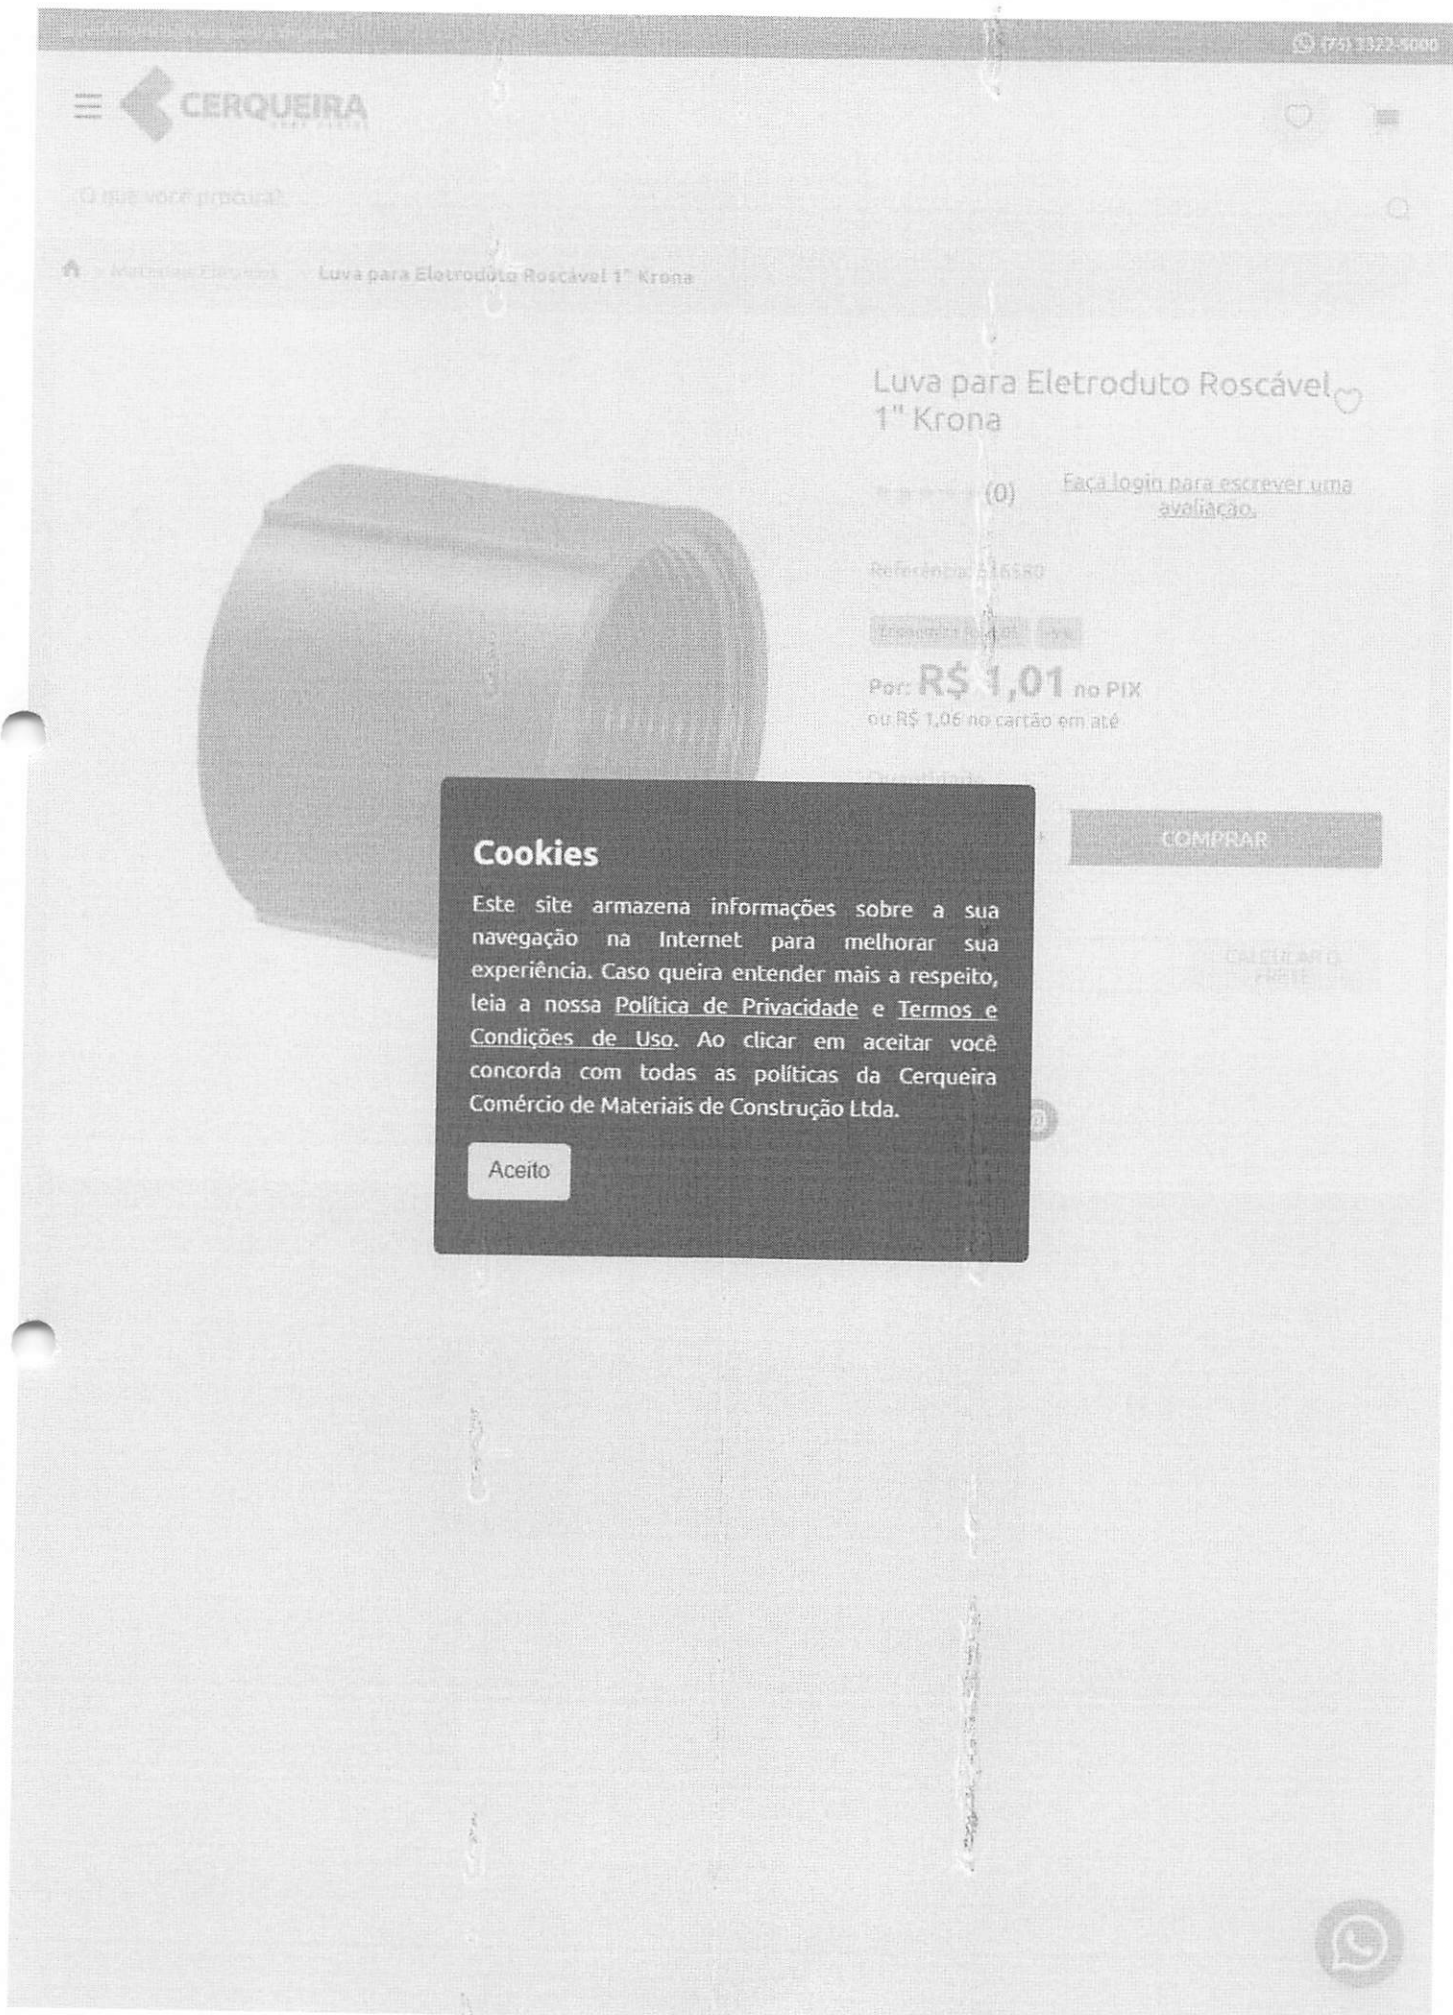 (75) 3322-5000
CERQUEIRA
O que você procura?
Luva para Eletroduto Roscável 1" Krona
Luva para Eletroduto Roscável
1" Krona
(0)
Faça login para escrever uma
avaliação.
Referência:
Por: R$ 1,01 no PIX
ou R$ 1,06 no cartão em até
Quantidade
COMPRAR
CALCULAR O
FRETE
Cookies
Este site armazena informações sobre a sua
navegação na Internet para melhorar sua
experiência. Caso queira entender mais a respeito,
leia a nossa Política de Privacidade e Termos e
Condições de Uso. Ao clicar em aceitar você
concorda com todas as políticas da Cerqueira
Comércio de Materiais de Construção Ltda.
Aceito